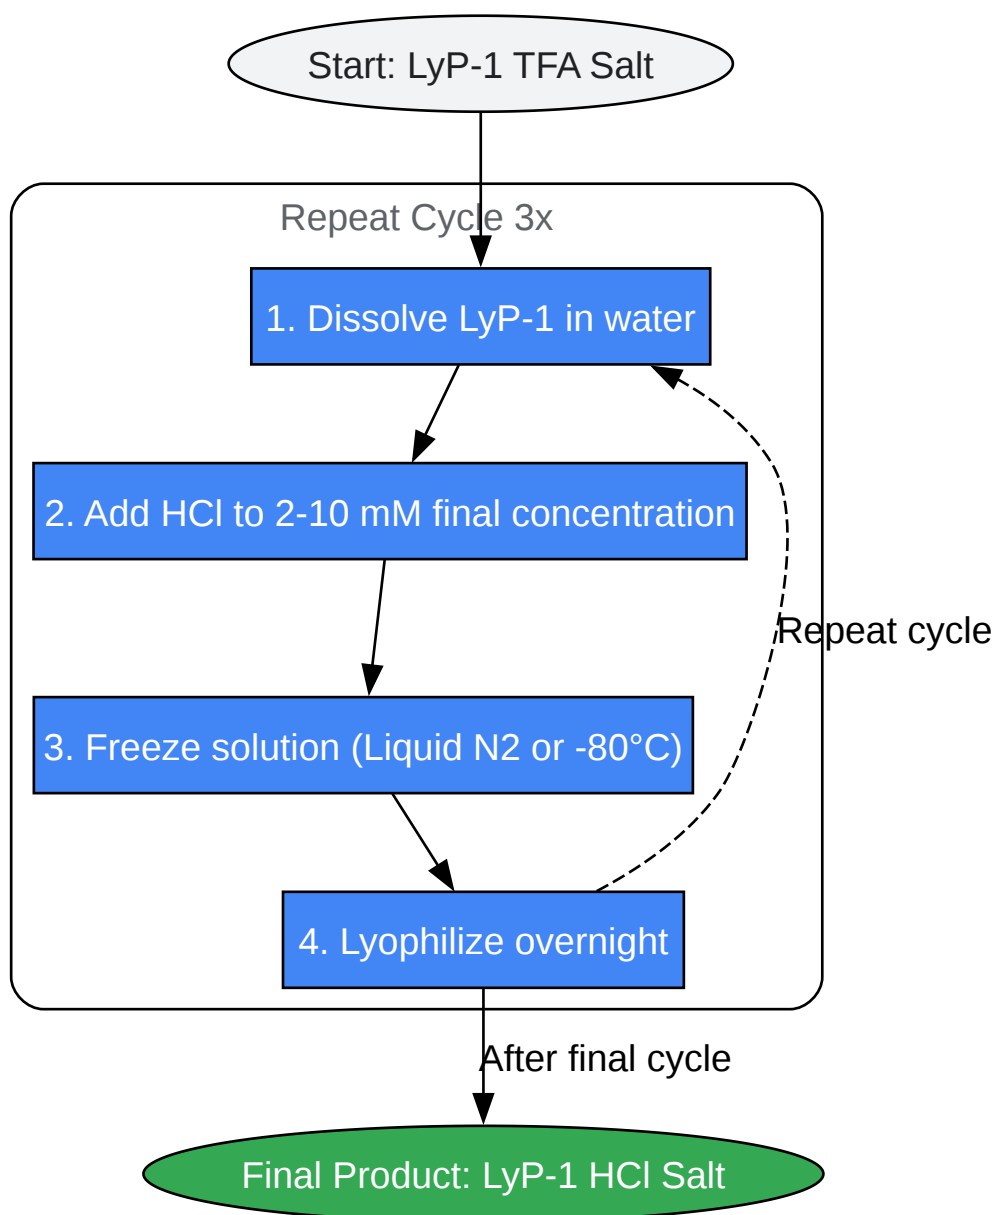 Start: LyP-1 TFA Salt
Repeat Cycle 3x
1. Dissolve LyP-1 in water
2. Add HCl to 2-10 mM final concentration
Repeat cycle
3. Freeze solution (Liquid N2 or -80°C)
4. Lyophilize overnight
After final cycle
Final Product: LyP-1 HCl Salt